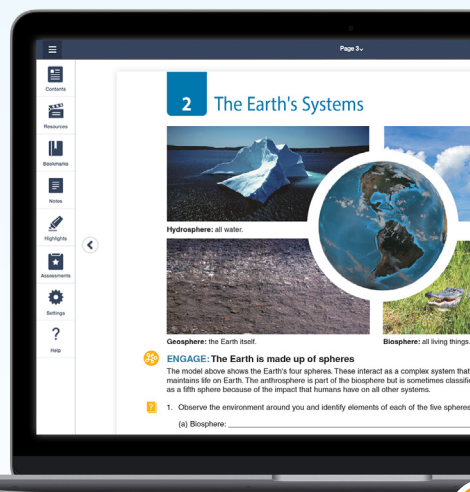 Page 3
Contents
Resources
Bookmarks
Notes
Highlights
Assessments
Settings
?
Help
2 The Earth's Systems
Hydrosphere: all water.
Geosphere: the Earth itself.
Biosphere: all living things.
ENGAGE: The Earth is made up of spheres
The model above shows the Earth's four spheres. These interact as a complex system that
maintains life on Earth. The anthrosphere is part of the biosphere but is sometimes
as a fifth sphere because of the impact that humans have on all other systems.
? 1. Observe the environment around you and identify elements of each of the five spheres
(a) Biosphere: